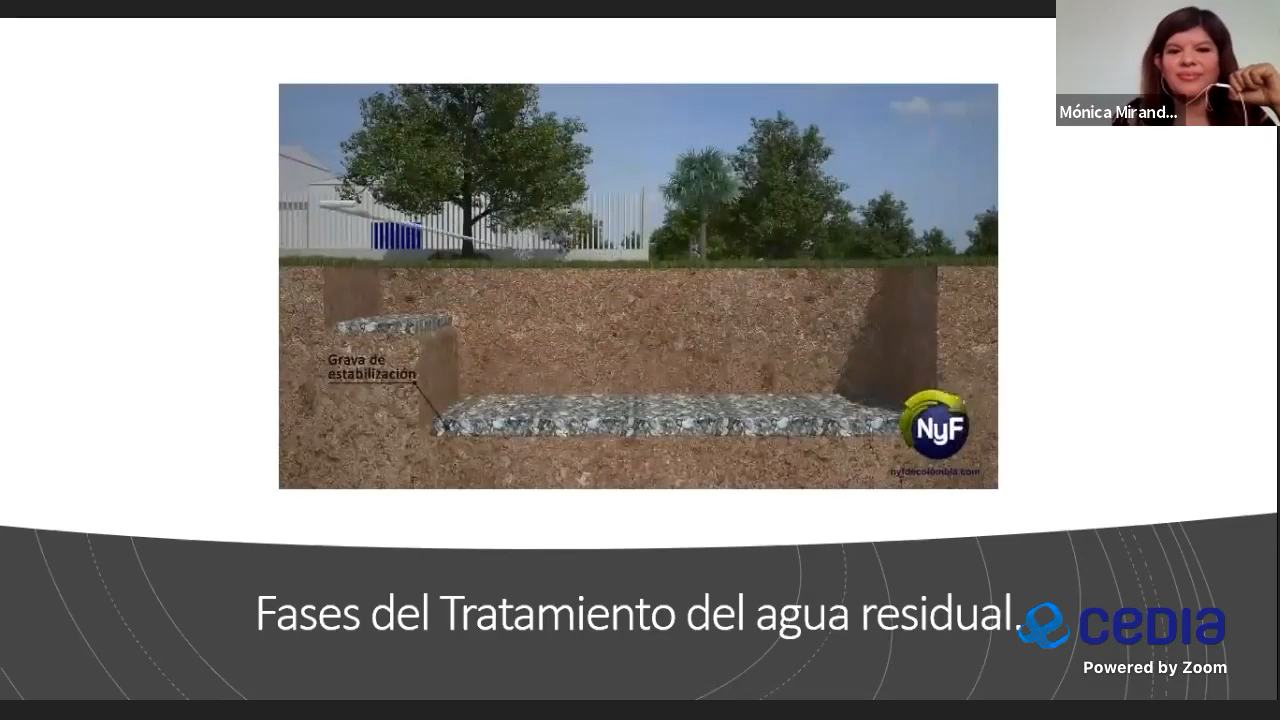 Mónica Mirand...
Grava de
estabilización
NyF
nyfdecolombia.com
Fases del Tratamiento del agua residual.
CEDIA
Powered by Zoom